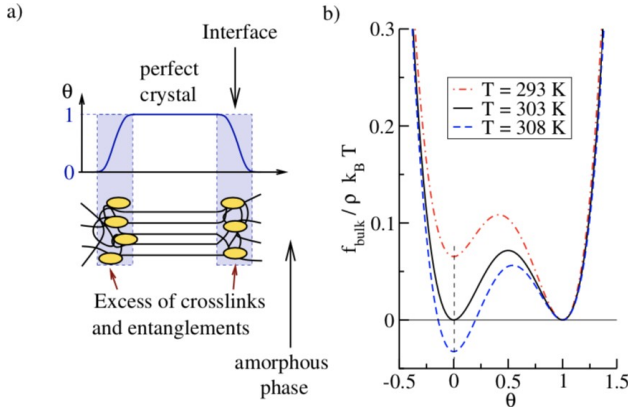 a)
Interface
perfect
crystal
θ
1
0
Excess of crosslinks
and entanglements
amorphous
phase
b)
f_bulk / ρ k_B T
0.3
0.2
0.1
0
T = 293 K
T = 303 K
T = 308 K
-0.5 0 0.5 1 1.5
θ